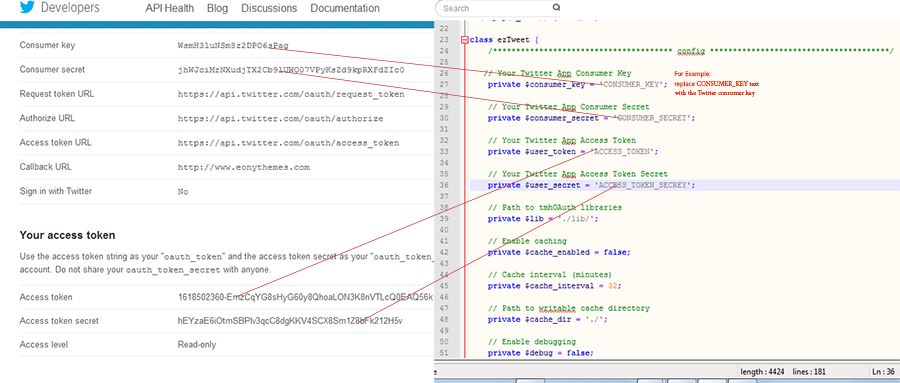 Developers API Health Blog Discussions Documentation
Search
Consumer key
Consumer secret
Request token URL https://api.twitter.com/oauth/request_token
Authorize URL https://api.twitter.com/oauth/authorize
Access token URL https://api.twitter.com/oauth/access_token
Callback URL http://www.eonythemes.com
Sign in with Twitter No
Your access token
Use the access token string as your "oauth_token" and the access token secret as your "oauth_token_
account. Do not share your oauth_token_secret with anyone.
Access token
Access token secret
Access level Read-only
22
23 class ezTweet {
24 /************************************* config *************************************/
25
26 // Your Twitter App Consumer Key
27 private $consumer_key = 'CONSUMER_KEY';
28
29 // Your Twitter App Consumer Secret
30 private $consumer_secret = 'CONSUMER_SECRET';
31
32 // Your Twitter App Access Token
33 private $user_token = 'ACCESS_TOKEN';
34
35 // Your Twitter App Access Token Secret
36 private $user_secret = 'ACCESS_TOKEN_SECREY';
37
38 // Path to tmhOAuth libraries
39 private $lib = './lib/';
40
41 // Enable caching
42 private $cache_enabled = false;
43
44 // Cache interval (minutes)
45 private $cache_interval = 32;
46
47 // Path to writable cache directory
48 private $cache_dir = './';
49
50 // Enable debugging
51 private $debug = false;
For Example:
replace CONSUMER_KEY text
with the Twitter consumer key
length : 4424 lines : 181 Ln : 36